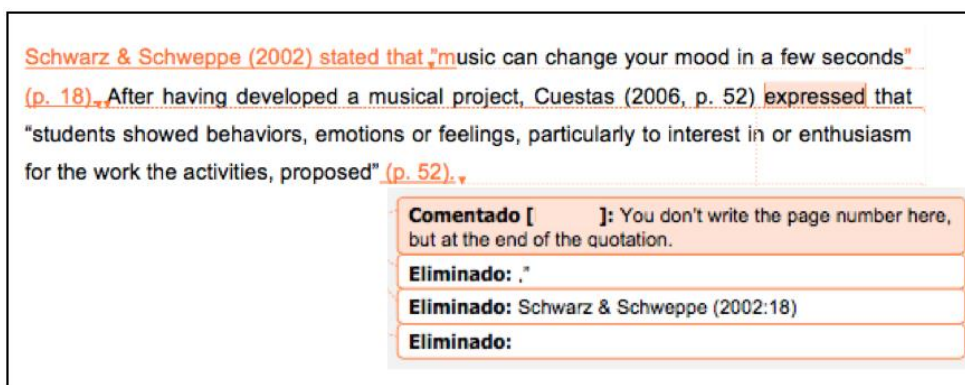 Schwarz & Schweppe (2002) stated that ,"music can change your mood in a few seconds"
(p. 18). After having developed a musical project, Cuestas (2006, p. 52) expressed that
“students showed behaviors, emotions or feelings, particularly to interest in or enthusiasm
for the work the activities, proposed” (p. 52).
Comentado [ ]: You don't write the page number here,
but at the end of the quotation.
Eliminado: ,"
Eliminado: Schwarz & Schweppe (2002:18)
Eliminado: